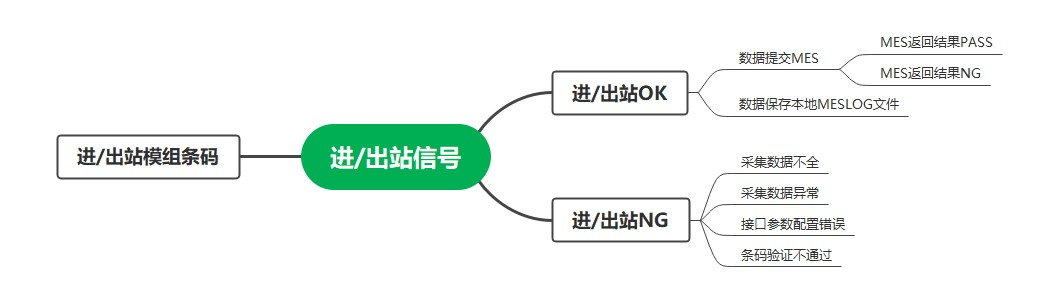 进/出站模组条码
进/出站信号
进/出站OK
数据提交MES
MES返回结果PASS
MES返回结果NG
数据保存本地MESLOG文件
进/出站NG
采集数据不全
采集数据异常
接口参数配置错误
条码验证不通过